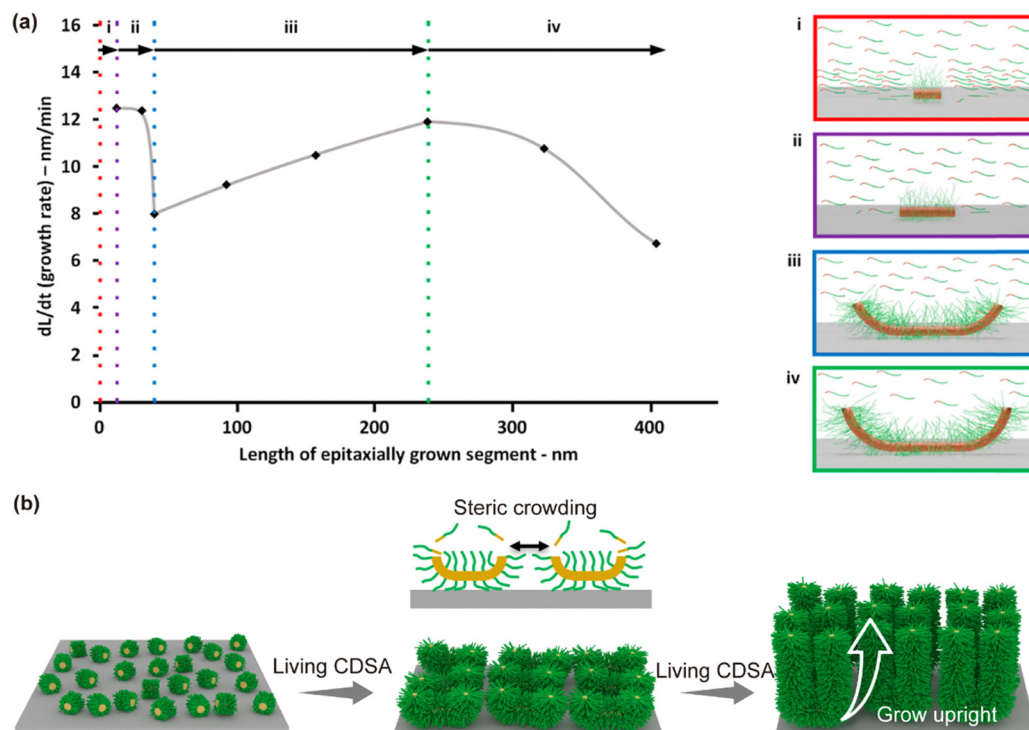 (a)
i
ii
iii
iv
dL/dt (growth rate) – nm/min
16
14
12
10
8
6
4
2
0
0
100
200
300
400
Length of epitaxially grown segment - nm
i
ii
iii
iv
(b)
Steric crowding
Living CDSA
Living CDSA
Grow upright